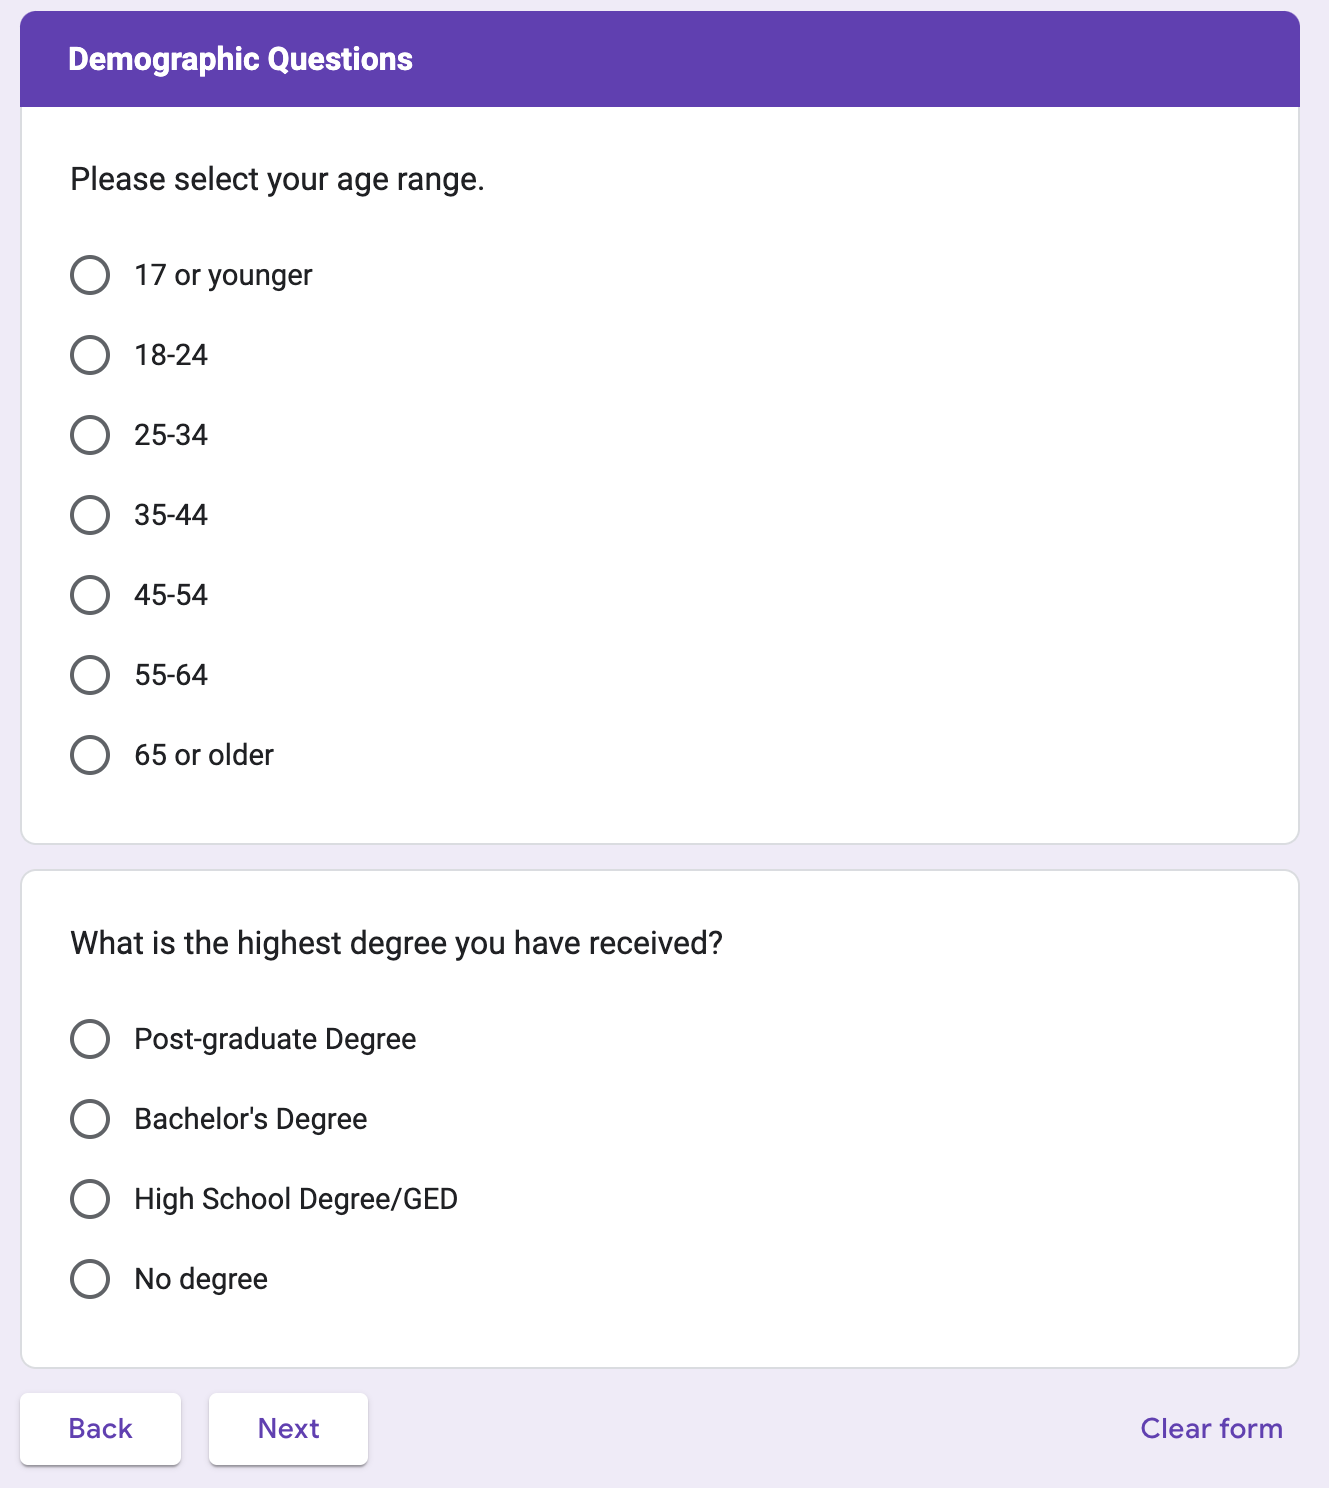 Demographic Questions
Please select your age range.
17 or younger
18-24
25-34
35-44
45-54
55-64
65 or older
What is the highest degree you have received?
Post-graduate Degree
Bachelor's Degree
High School Degree/GED
No degree
Back
Next
Clear form